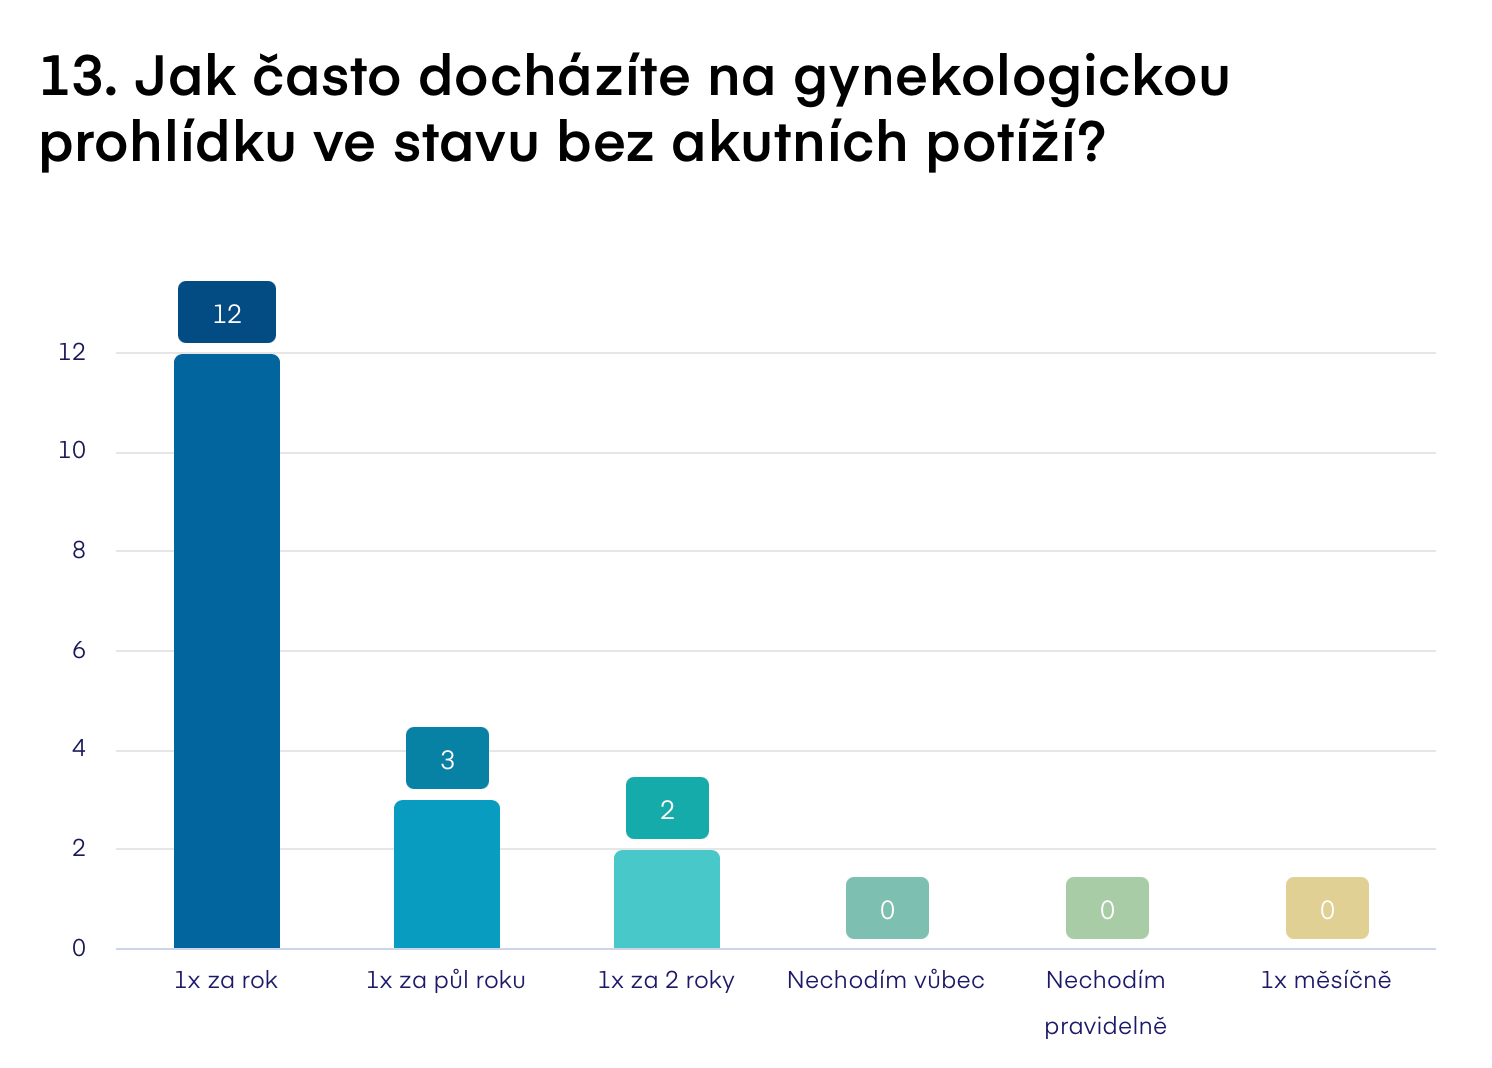 13. Jak často docházíte na gynekologickou
prohlídku ve stavu bez akutních potíží?
12
12
10
8
6
3
4
2
2
0
0
0
0
1x za rok
1x za půl roku
1x za 2 roky
Nechodím vůbec
Nechodím
pravidelně
1x měsíčně